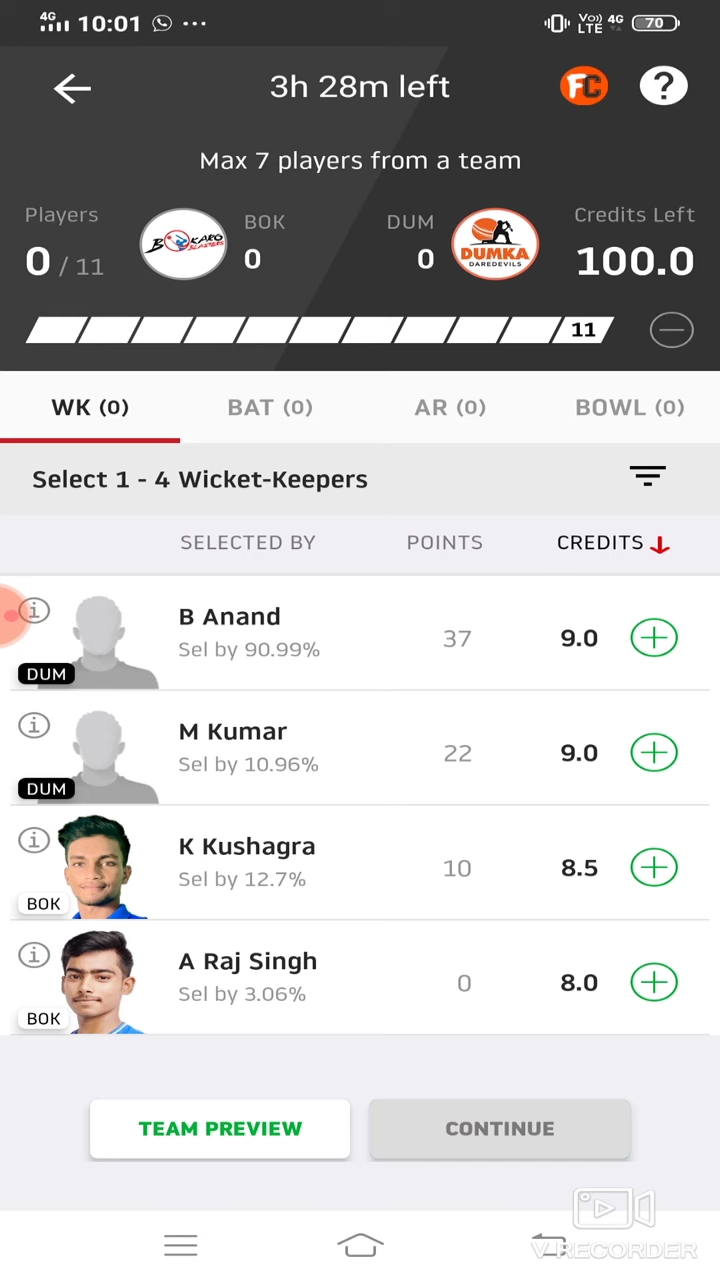 4G 10:01 ... Vo)) LTE 4G 70
3h 28m left FC ?
Max 7 players from a team
Players BOK DUM Credits Left
0 / 11 BOKARO BLASTERS 0 0 DUMKA DAREDEVILS 100.0
11
WK (0) BAT (0) AR (0) BOWL (0)
Select 1 - 4 Wicket-Keepers
SELECTED BY POINTS CREDITS
i B Anand
Sel by 90.99% 37 9.0
DUM
i M Kumar
Sel by 10.96% 22 9.0
DUM
i K Kushagra
Sel by 12.7% 10 8.5
BOK
i A Raj Singh
Sel by 3.06% 0 8.0
BOK
TEAM PREVIEW CONTINUE
V RECORDER